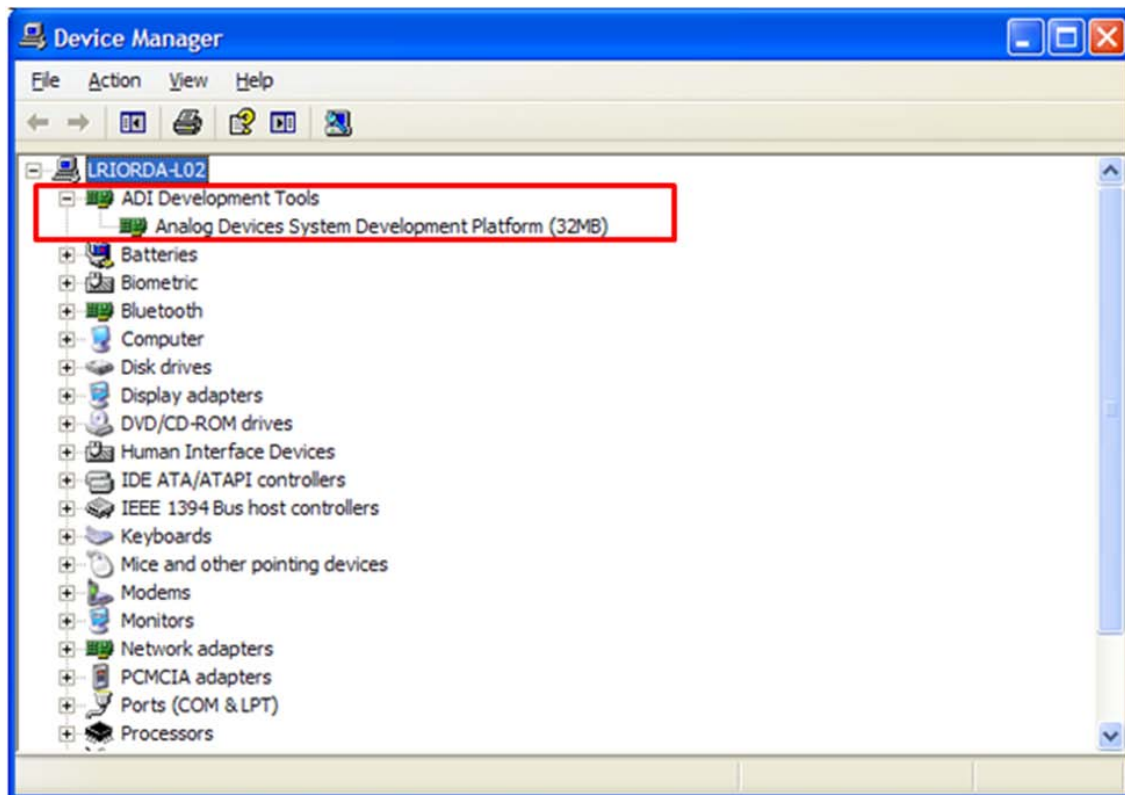 Device Manager
File Action View Help
LRIORDA-L02
ADI Development Tools
Analog Devices System Development Platform (32MB)
Batteries
Biometric
Bluetooth
Computer
Disk drives
Display adapters
DVD/CD-ROM drives
Human Interface Devices
IDE ATA/ATAPI controllers
IEEE 1394 Bus host controllers
Keyboards
Mice and other pointing devices
Modems
Monitors
Network adapters
PCMCIA adapters
Ports (COM & LPT)
Processors